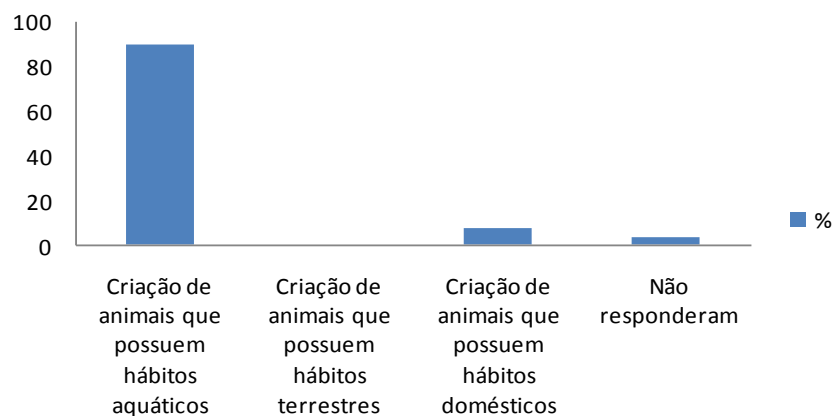 100
80
60
40
20
0
%
Criação de
animais que
possuem
hábitos
aquáticos
Criação de
animais que
possuem
hábitos
terrestres
Criação de
animais que
possuem
hábitos
domésticos
Não
responderam